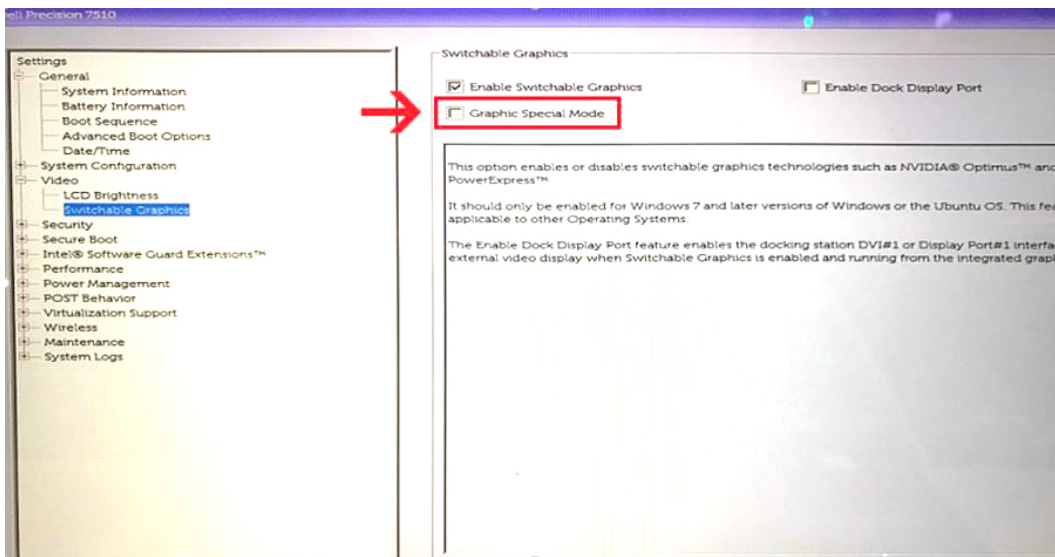 ell Precision 7510
Settings
General
System Information
Battery Information
Boot Sequence
Advanced Boot Options
Date/Time
System Configuration
Video
LCD Brightness
Switchable Graphics
Security
Secure Boot
Intel® Software Guard Extensions™
Performance
Power Management
POST Behavior
Virtualization Support
Wireless
Maintenance
System Logs
Switchable Graphics
Enable Switchable Graphics
Enable Dock Display Port
Graphic Special Mode
This option enables or disables switchable graphics technologies such as NVIDIA® Optimus™ and
PowerExpress™
It should only be enabled for Windows 7 and later versions of Windows or the Ubuntu OS. This fea
applicable to other Operating Systems.
The Enable Dock Display Port feature enables the docking station DVI#1 or Display Port#1 interfa
external video display when Switchable Graphics is enabled and running from the integrated grap